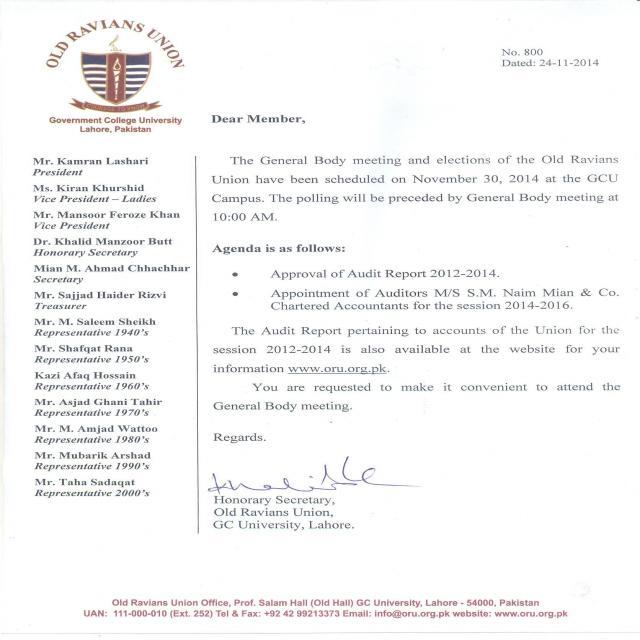 OLD RAVIANS UNION
Government College University
Lahore, Pakistan
No. 800
Dated: 24-11-2014
Mr. Kamran Lashari
President
Ms. Kiran Khurshid
Vice President – Ladies
Mr. Mansoor Feroze Khan
Vice President
Dr. Khalid Manzoor Butt
Honorary Secretary
Mian M. Ahmad Chhachhar
Secretary
Mr. Sajjad Haider Rizvi
Treasurer
Mr. M. Saleem Sheikh
Representative 1940's
Mr. Shafqat Rana
Representative 1950's
Kazi Afaq Hossain
Representative 1960's
Mr. Asjad Ghani Tahir
Representative 1970's
Mr. M. Amjad Wattoo
Representative 1980's
Mr. Mubarik Arshad
Representative 1990's
Mr. Taha Sadaqat
Representative 2000's
Dear Member,
The General Body meeting and elections of the Old Ravians
Union have been scheduled on November 30, 2014 at the GCU
Campus. The polling will be preceded by General Body meeting at
10:00 AM.
Agenda is as follows:
• Approval of Audit Report 2012-2014.
• Appointment of Auditors M/S S.M. Naim Mian & Co.
Chartered Accountants for the session 2014-2016.
The Audit Report pertaining to accounts of the Union for the
session 2012-2014 is also available at the website for your
information www.oru.org.pk.
You are requested to make it convenient to attend the
General Body meeting.
Regards.
Honorary Secretary,
Old Ravians Union,
GC University, Lahore.
Old Ravians Union Office, Prof. Salam Hall (Old Hall) GC University, Lahore - 54000, Pakistan
UAN: 111-000-010 (Ext. 252) Tel & Fax: +92 42 99213373 Email: info@oru.org.pk website: www.oru.org.pk